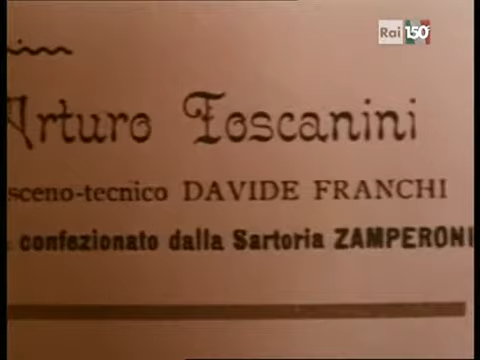 Rai 150°
Arturo Toscanini
sceno-tecnico DAVIDE FRANCHI
confezionato dalla Sartoria ZAMPERONI